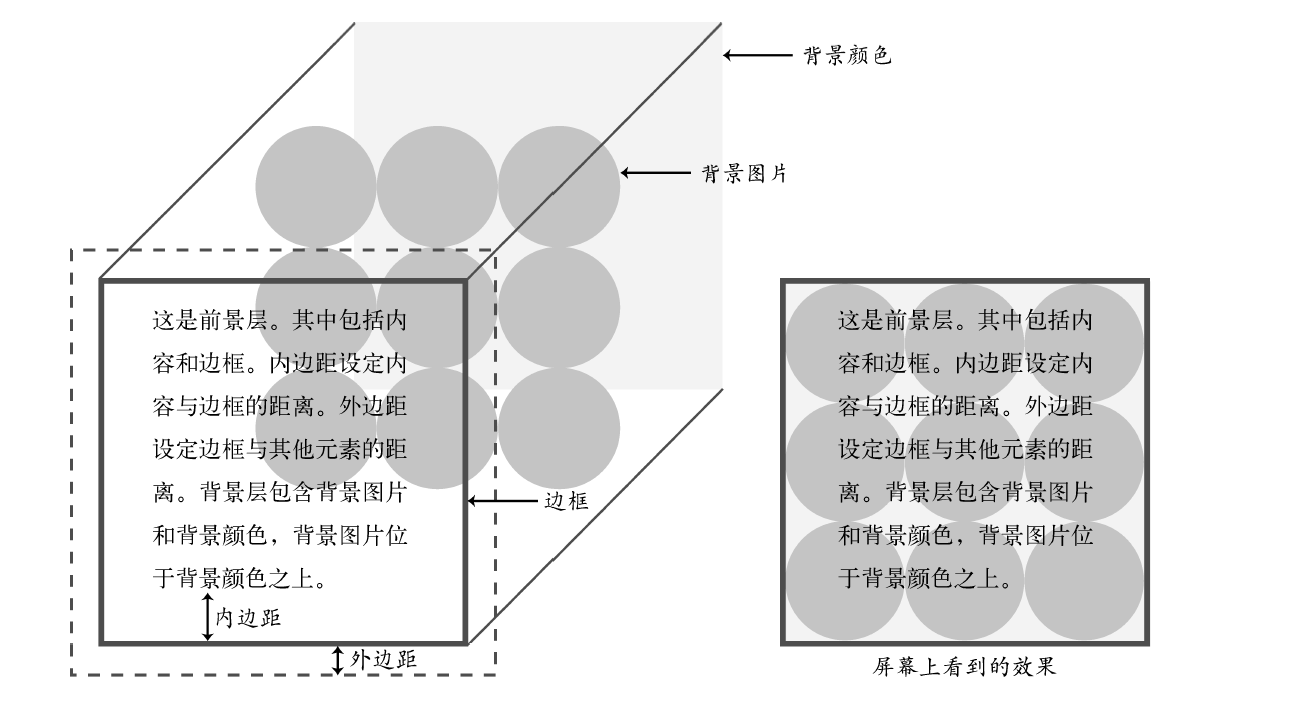 背景颜色
背景图片
这是前景层。其中包括内
容和边框。内边距设定内
容与边框的距离。外边距
设定边框与其他元素的距
离。背景层包含背景图片
和背景颜色，背景图片位
于背景颜色之上。
边框
内边距
外边距
这是前景层。其中包括内
容和边框。内边距设定内
容与边框的距离。外边距
设定边框与其他元素的距
离。背景层包含背景图片
和背景颜色，背景图片位
于背景颜色之上。
屏幕上看到的效果